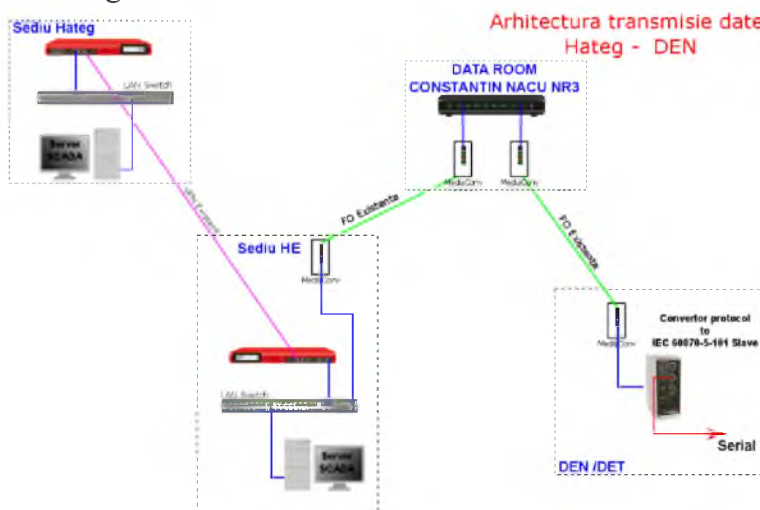 Sediu Hateg
LAN Switch
Server
SCADA
Arhitectura transmisie date
Hateg - DEN
DATA ROOM
CONSTANTIN NACU NR3
MediaConv
MediaConv
FO Existente
FO Existente
Sediu HE
MediaConv
LAN Switch
Server
SCADA
MediaConv
Convertor protocol
to
IEC 60870-5-101 Slave
Serial
DEN /DET